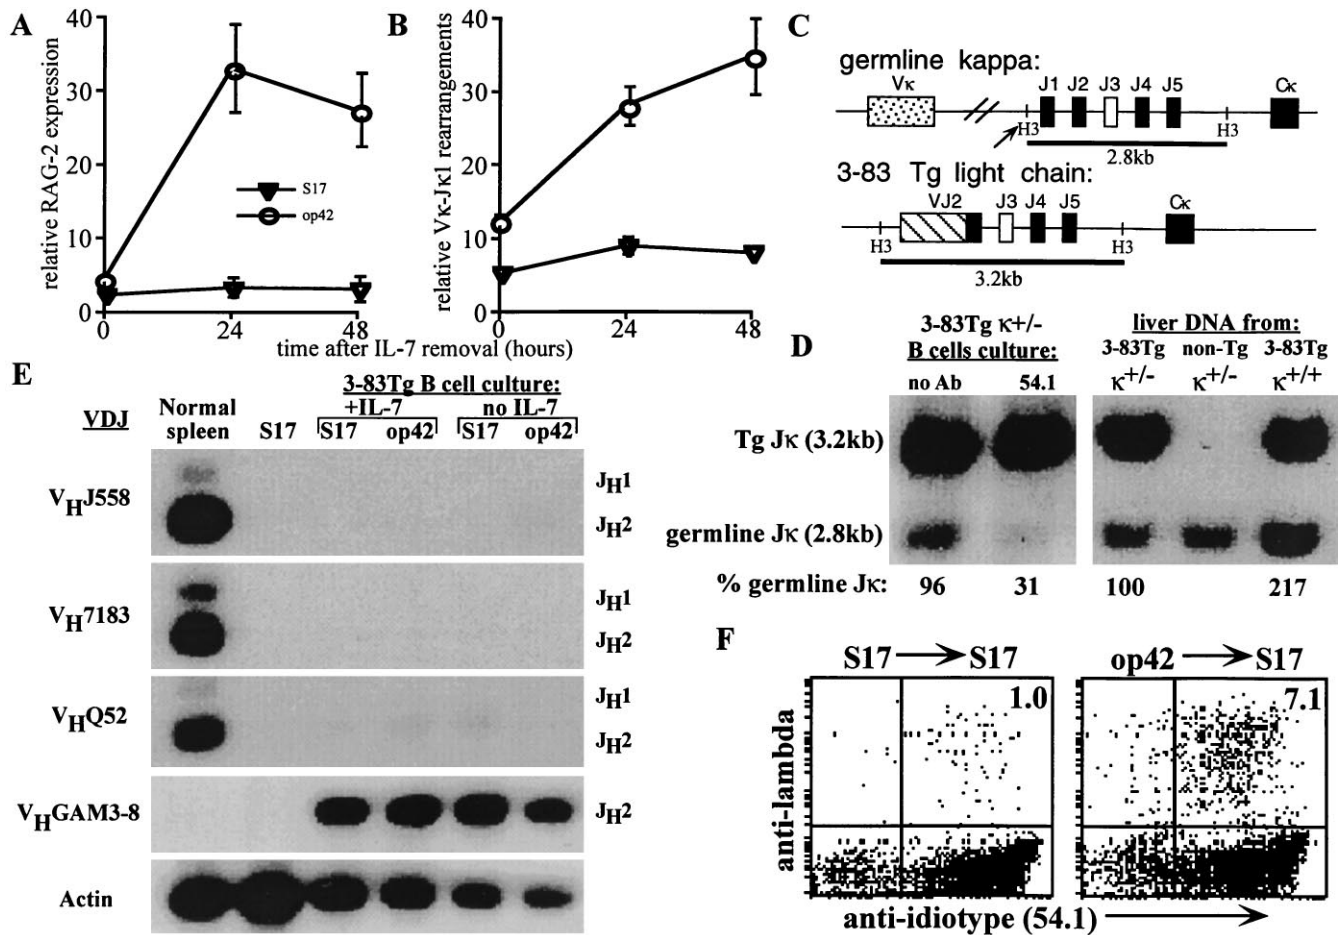 A
relative RAG-2 expression
40
30
20
10
0
0
24
48
S17
op42
B
relative Vκ-Jκ1 rearrangements
40
30
20
10
0
0
24
48
time after IL-7 removal (hours)
C
germline kappa:
Vκ
J1 J2 J3 J4 J5
Cκ
H3
H3
2.8kb
3-83 Tg light chain:
VJ2
J3 J4 J5
Cκ
H3
H3
3.2kb
D
3-83Tg κ+/-
B cells culture:
no Ab 54.1
liver DNA from:
3-83Tg non-Tg 3-83Tg
κ+/- κ+/- κ+/+
Tg Jκ (3.2kb)
germline Jκ (2.8kb)
% germline Jκ: 96 31 100 217
E
3-83Tg B cell culture:
+IL-7 no IL-7
VDJ
Normal
spleen
S17 S17 op42 S17 op42
VHJ558
JH1
JH2
VH7183
JH1
JH2
VHQ52
JH1
JH2
VHGAM3-8
JH2
Actin
F
S17 S17
op42 S17
1.0
7.1
anti-lambda
anti-idiotype (54.1)